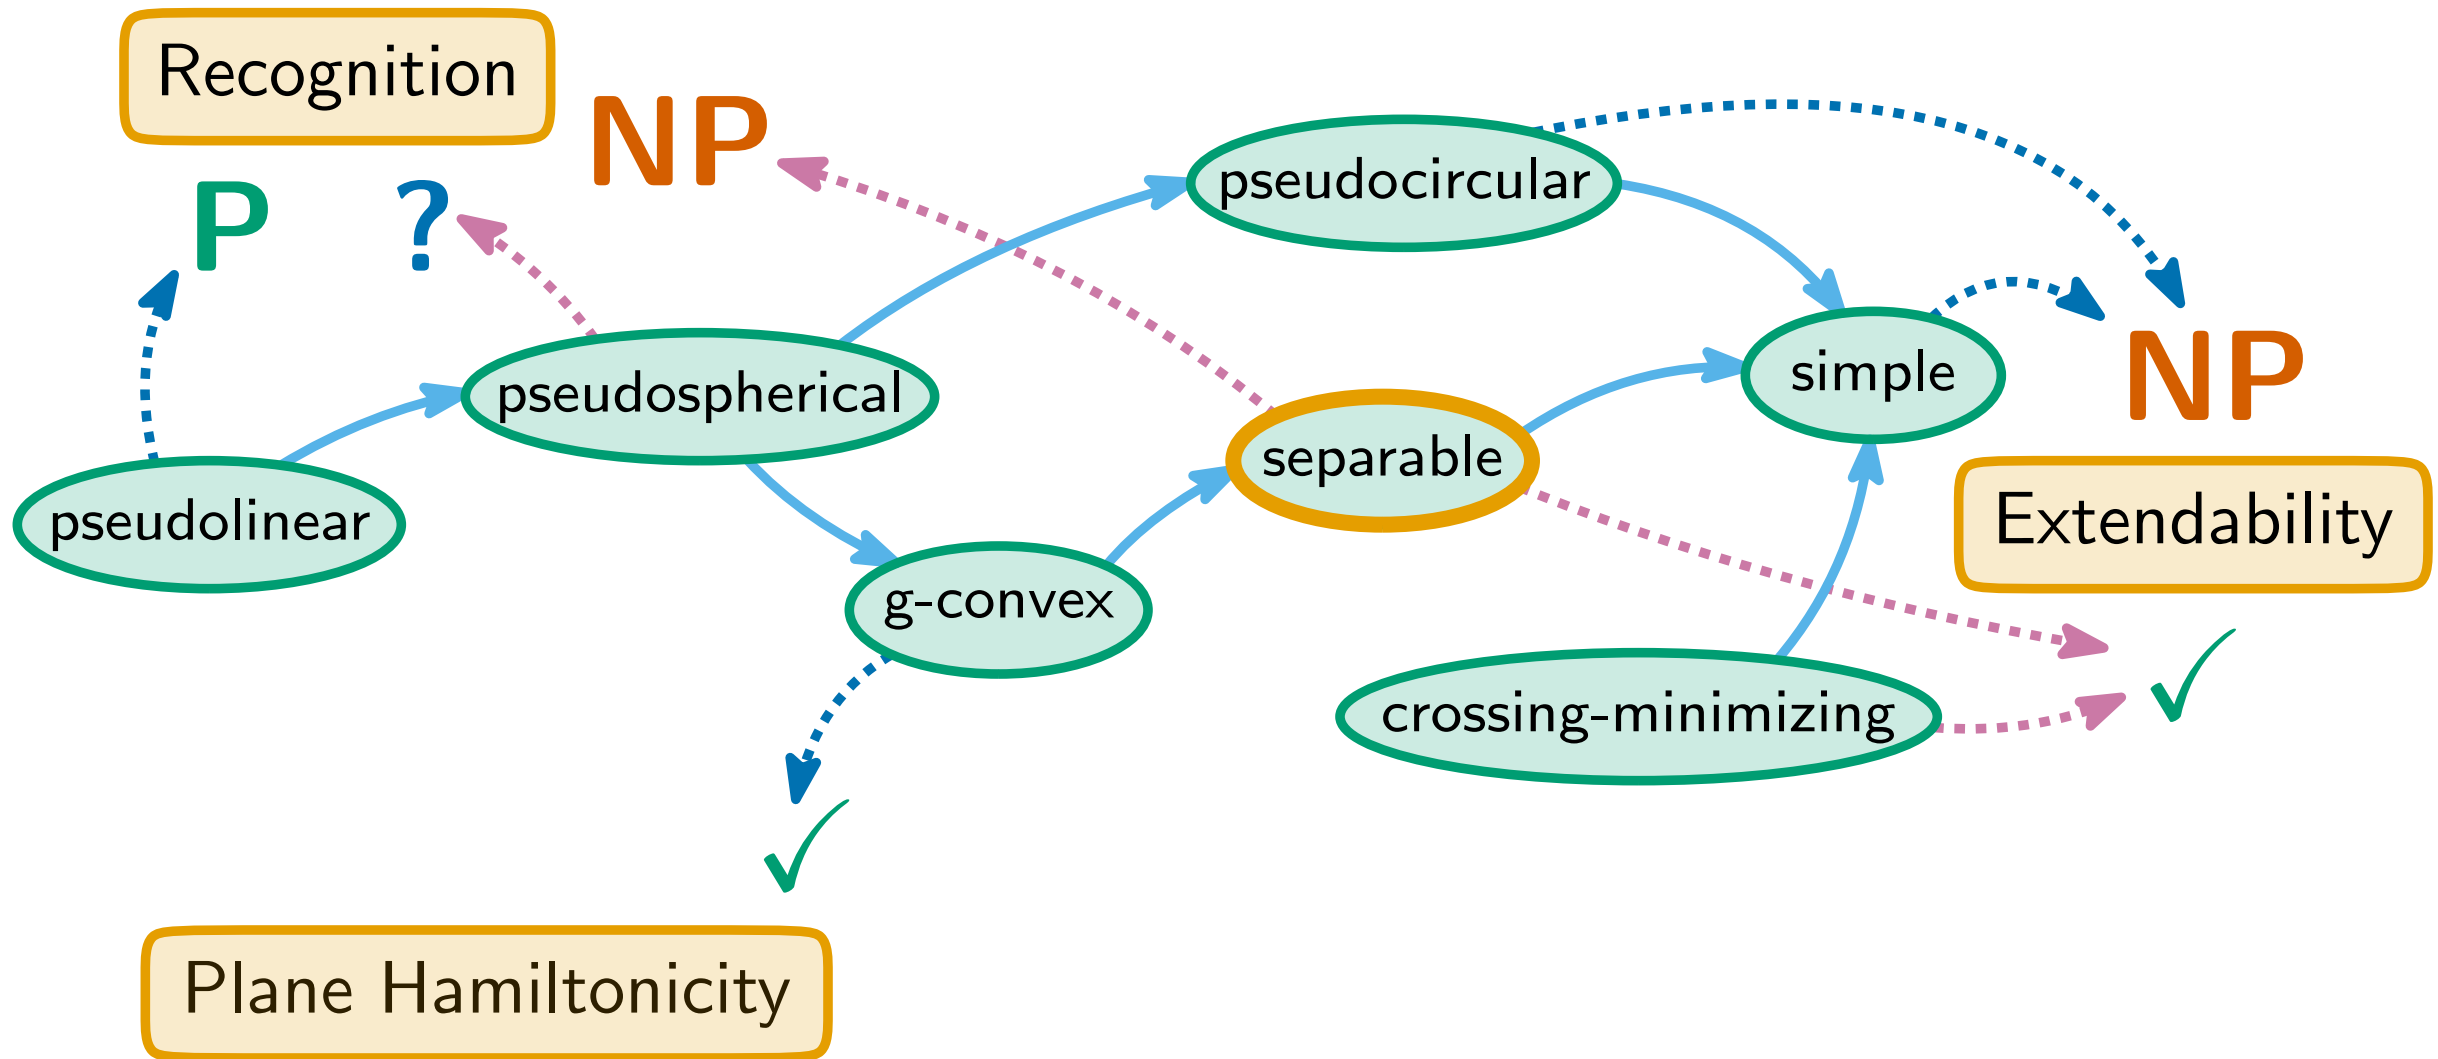 Recognition
NP
P
?
pseudocircular
pseudospherical
simple
NP
separable
pseudolinear
Extendability
g-convex
crossing-minimizing
✓
✓
Plane Hamiltonicity